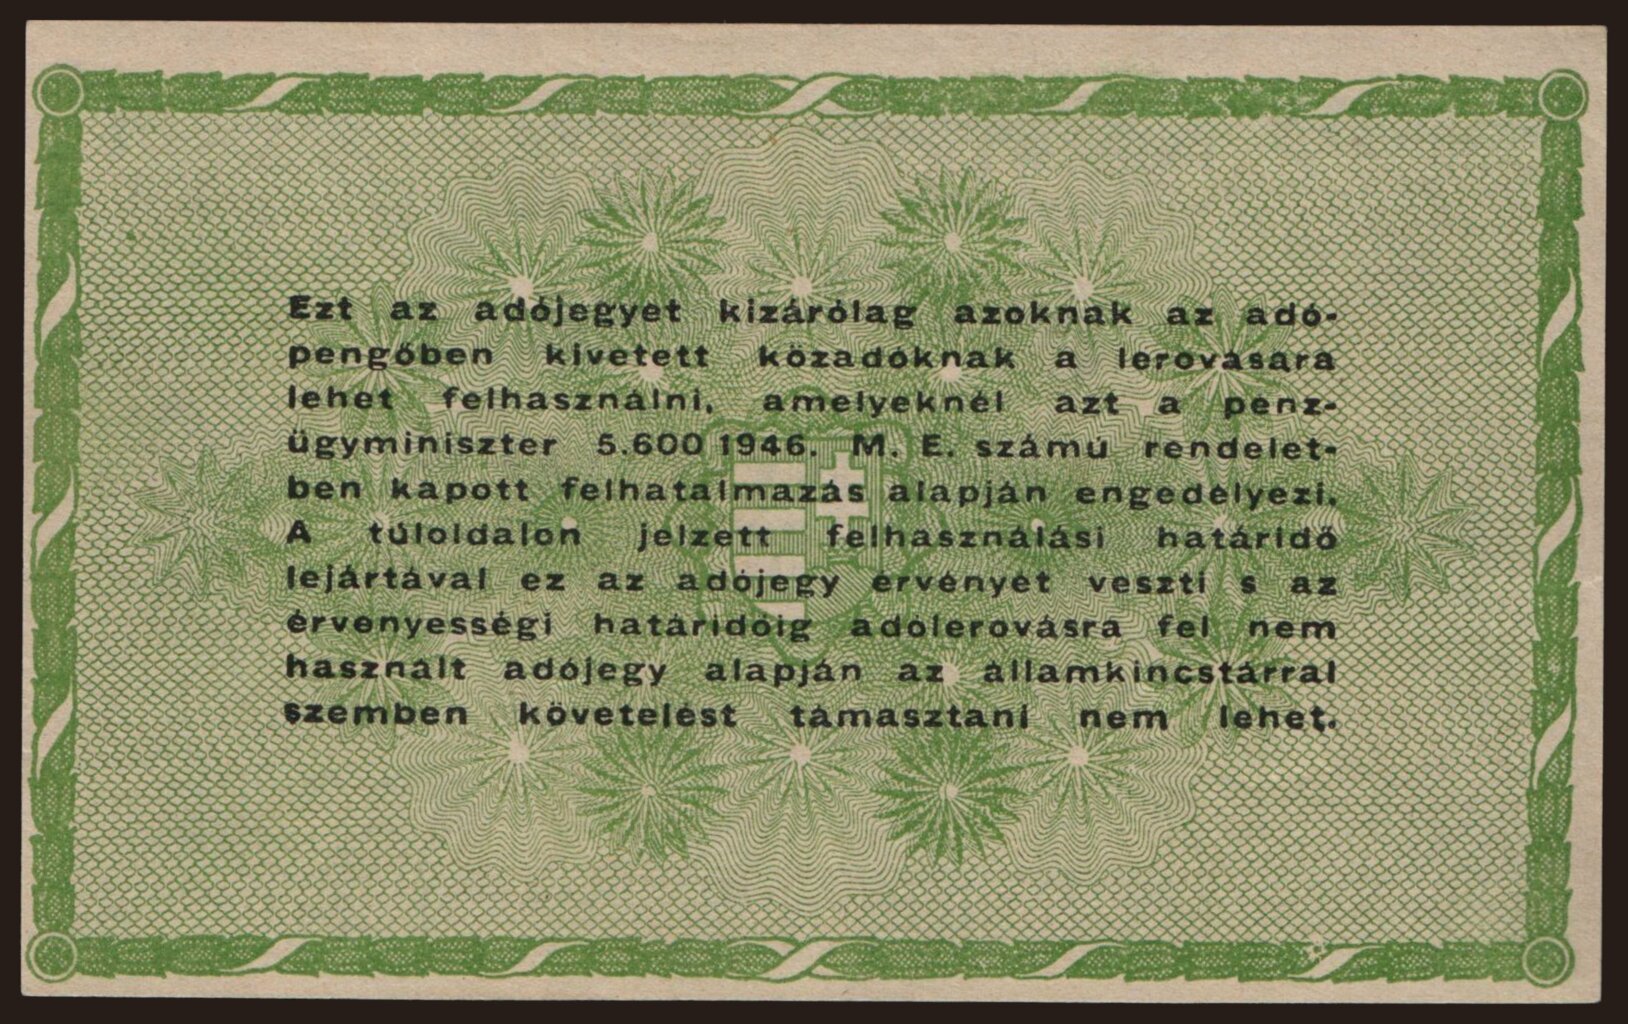 Ezt az adójegyet kizárólag azoknak az adó-
pengőben kivetett közadóknak a lerovására
lehet felhasználni, amelyeknél azt a pénz-
ügyminiszter 5.600 1946. M. E. számú rendelet-
ben kapott felhatalmazás alapján engedélyezi.
A túloldalon jelzett felhasználási határidő
lejártával ez az adójegy érvényét veszti s az
érvényességi határidőig adólerovásra fel nem
használt adójegy alapján az államkincstárral
szemben követelést támasztani nem lehet.